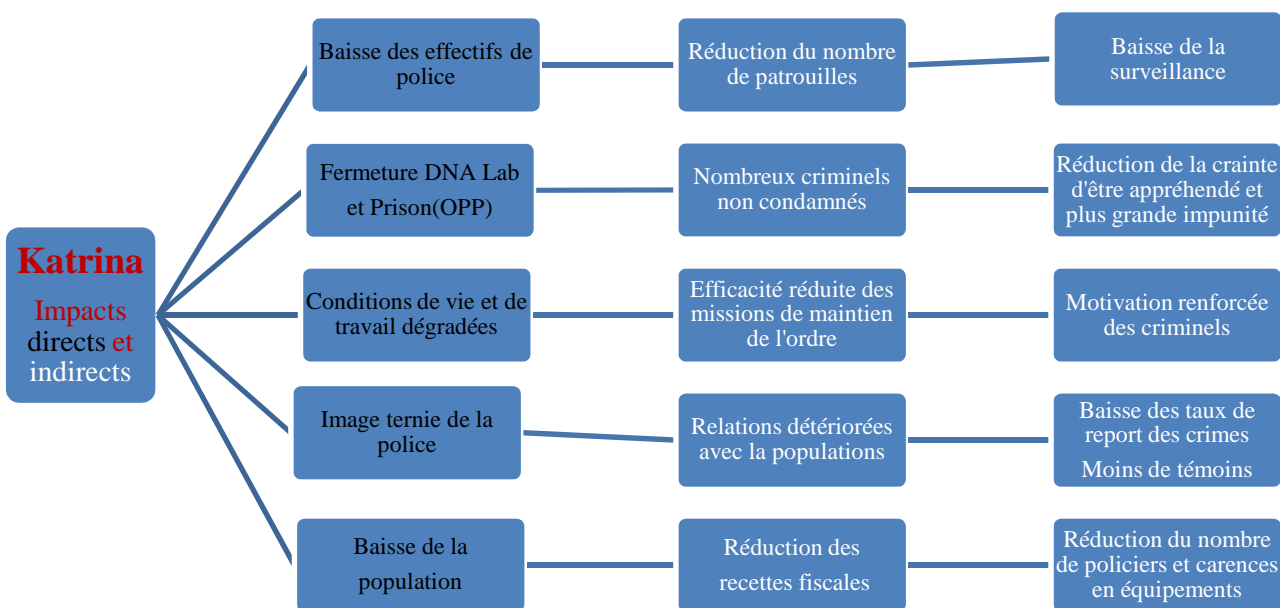 Katrina
Impacts
directs et
indirects
Baisse des effectifs de
police
Réduction du nombre
de patrouilles
Baisse de la
surveillance
Fermeture DNA Lab
et Prison(OPP)
Nombreux criminels
non condamnés
Réduction de la crainte
d'être appréhendé et
plus grande impunité
Conditions de vie et de
travail dégradées
Efficacité réduite des
missions de maintien
de l'ordre
Motivation renforcée
des criminels
Image ternie de la
police
Relations détériorées
avec la populations
Baisse des taux de
report des crimes
Moins de témoins
Baisse de la
population
Réduction des
recettes fiscales
Réduction du nombre
de policiers et carences
en équipements